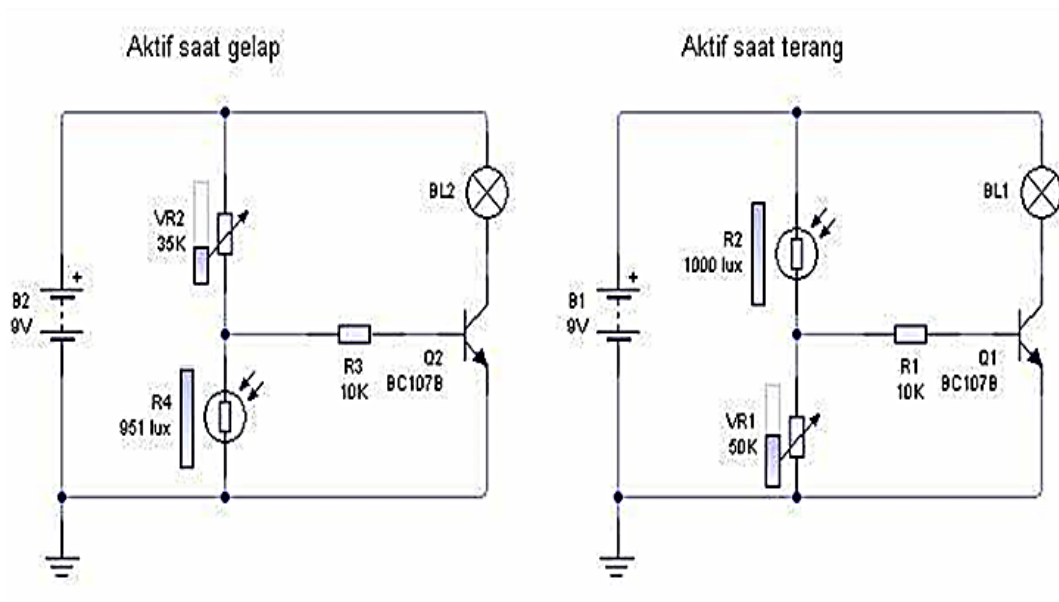 Aktif saat gelap
VR2
35K
BL2
+
B2
9V
R3
10K
Q2
BC107B
R4
951 lux
Aktif saat terang
R2
1000 lux
BL1
+
B1
9V
R1
10K
Q1
BC107B
VR1
50K